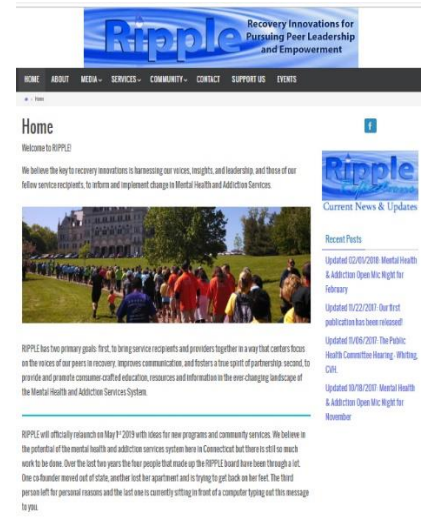 Ripple
Recovery Innovations for
Pursuing Peer Leadership
and Empowerment
HOME ABOUT MEDIA SERVICES COMMUNITY CONTACT SUPPORT US EVENTS
Home
Home
Welcome to RIPPLE!
We believe the key to recovery innovations is harnessing our voices, insights, and leadership, and those of our
fellow service recipients, to inform and implement change in Mental Health and Addiction Services.
RIPPLE has two primary goals: first, to bring service recipients and providers together in a way that centers focus
on the voices of our peers in recovery, improves communication, and fosters a true spirit of partnership; second, to
provide and promote consumer-crafted education, resources and information in the ever-changing landscape of
the Mental Health and Addiction Services System.
RIPPLE will officially relaunch on May 1st 2019 with ideas for new programs and community services. We believe in
the potential of the mental health and addiction services system here in Connecticut but there is still so much
work to be done. Over the last two years the four people that made up the RIPPLE board have been through a lot.
One co-founder moved out of state, another lost her apartment and is trying to get back on her feet. The third
person left for personal reasons and the last one is currently sitting in front of a computer typing out this message
to you.
f
Ripple
Current News & Updates
Recent Posts
Updated 02/01/2018: Mental Health
& Addiction Open Mic Night for
February
Updated 11/22/2017: Our first
publication has been released!
Updated 11/06/2017: The Public
Health Committee Hearing - Whiting,
CVH.
Updated 10/18/2017: Mental Health
& Addiction Open Mic Night for
November